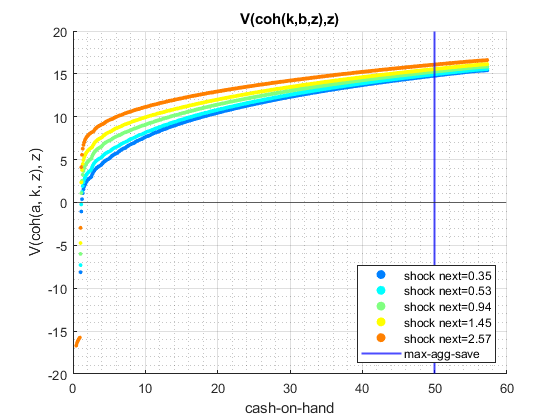 V(coh(k,b,z),z)
20
15
10
5
0
-5
-10
-15
-20
V(coh(a, k, z), z)
0
10
20
30
40
50
60
cash-on-hand
shock next=0.35
shock next=0.53
shock next=0.94
shock next=1.45
shock next=2.57
max-agg-save